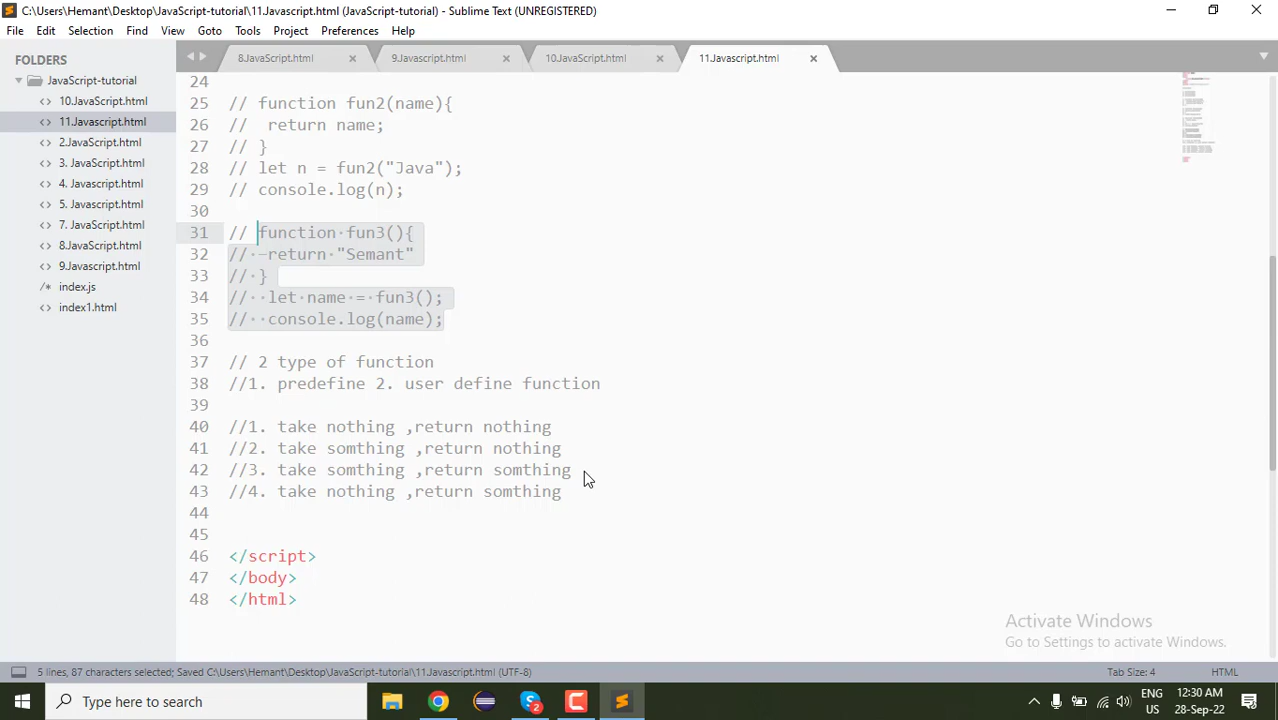 C:\Users\Hemant\Desktop\JavaScript-tutorial\11.Javascript.html (JavaScript-tutorial) - Sublime Text (UNREGISTERED)
File Edit Selection Find View Goto Tools Project Preferences Help
FOLDERS
JavaScript-tutorial
10.JavaScript.html
11.Javascript.html
2.JavaScript.html
3. JavaScript.html
4. Javascript.html
5. Javascript.html
7. JavaScript.html
8.JavaScript.html
9.Javascript.html
index.js
index1.html
8.JavaScript.html 9.Javascript.html 10.JavaScript.html 11.Javascript.html
24
25 // function fun2(name){
26 //  return name;
27 // }
28 // let n = fun2("Java");
29 // console.log(n);
30
31 // function fun3(){
32 //  return "Semant"
33 // }
34 //  let name = fun3();
35 //  console.log(name);
36
37 // 2 type of function
38 //1. predefine 2. user define function
39
40 //1. take nothing ,return nothing
41 //2. take somthing ,return nothing
42 //3. take somthing ,return somthing
43 //4. take nothing ,return somthing
44
45
46 </script>
47 </body>
48 </html>
Activate Windows
Go to Settings to activate Windows.
5 lines, 87 characters selected; Saved C:\Users\Hemant\Desktop\JavaScript-tutorial\11.Javascript.html (UTF-8) Tab Size: 4 HTML
Type here to search
2
ENG
US
12:30 AM
28-Sep-22